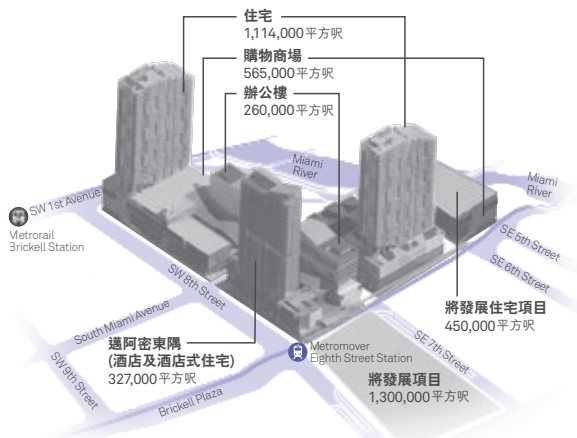 住宅
1,114,000平方呎
購物商場
565,000平方呎
辦公樓
260,000平方呎
Miami
River
Miami
River
SW 1st Avenue
Metrorail
Brickell Station
SE 5th Street
SE 6th Street
SW 8th Street
將發展住宅項目
450,000平方呎
South Miami Avenue
邁阿密東隅
(酒店及酒店式住宅)
327,000平方呎
Metromover
Eighth Street Station
SE 7th Street
SW 9th Street
將發展項目
1,300,000平方呎
Brickell Plaza